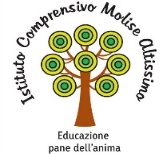 Istituto Comprensivo Molise Altissimo
Educazione
pane dell'anima